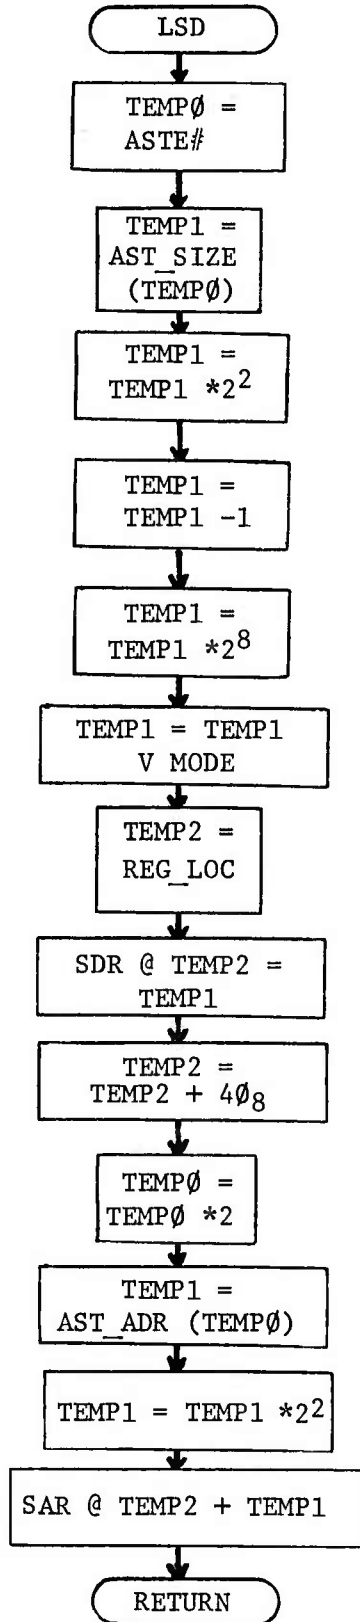 LSD
TEMPØ =
ASTE#
TEMP1 =
AST_SIZE
(TEMPØ)
TEMP1 =
TEMP1 *2²
TEMP1 =
TEMP1 -1
TEMP1 =
TEMP1 *2⁸
TEMP1 = TEMP1
V MODE
TEMP2 =
REG_LOC
SDR @ TEMP2 =
TEMP1
TEMP2 =
TEMP2 + 4Ø₈
TEMPØ =
TEMPØ *2
TEMP1 =
AST_ADR (TEMPØ)
TEMP1 = TEMP1 *2²
SAR @ TEMP2 + TEMP1
RETURN